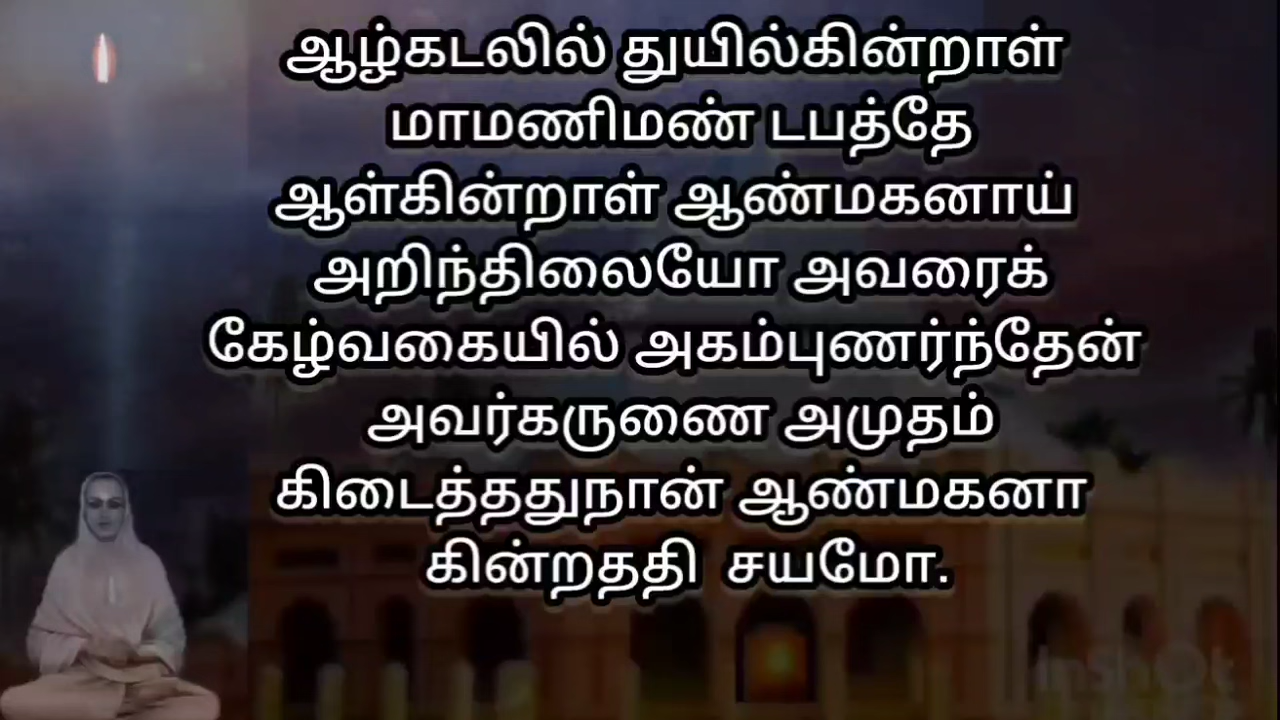 ஆழ்கடலில் துயில்கின்றாள்
மாமணிமண் டபத்தே
ஆள்கின்றாள் ஆண்மகனாய்
அறிந்திலையோ அவரைக்
கேழ்வகையில் அகம்புணர்ந்தேன்
அவர்கருணை அமுதம்
கிடைத்ததுநான் ஆண்மகனா
கின்றததி சயமோ.
InShOt